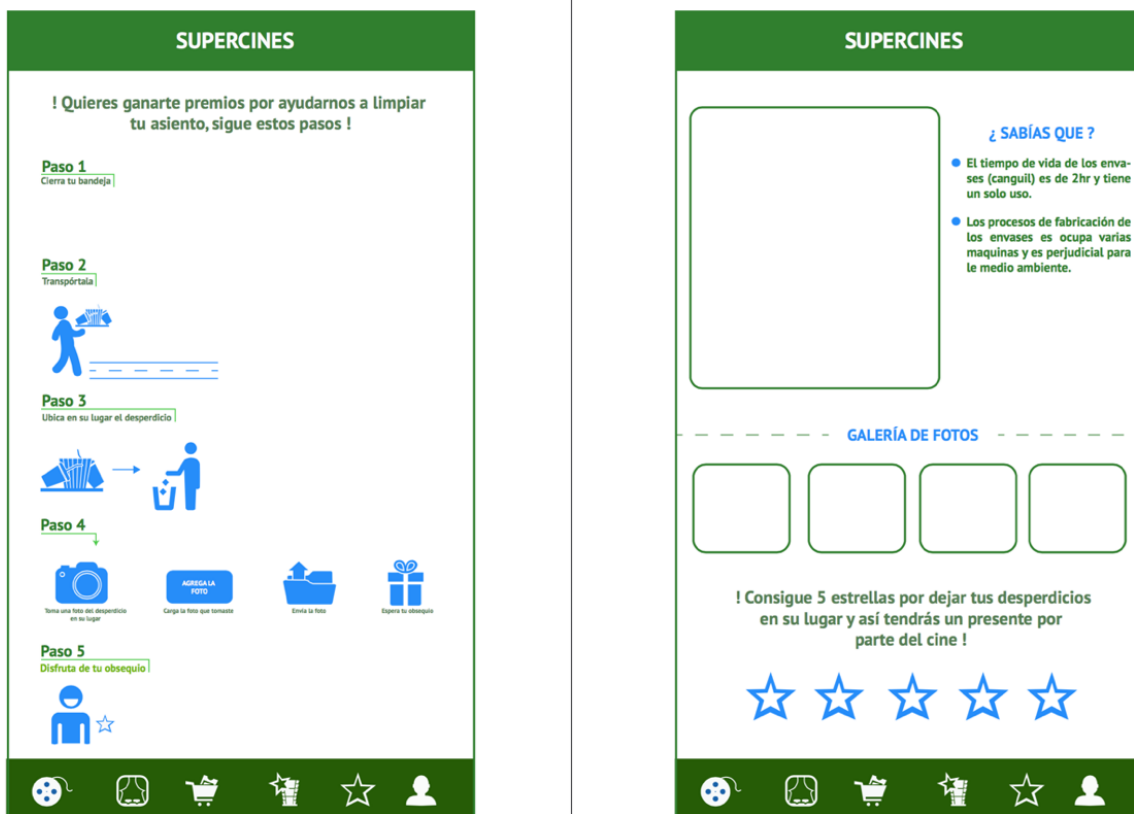 SUPERCINES
! Quieres ganarte premios por ayudarnos a limpiar
tu asiento, sigue estos pasos !
Paso 1
Cierra tu bandeja
Paso 2
Transpórtala
Paso 3
Ubica en su lugar el desperdicio
Paso 4
AGREGA LA
FOTO
Toma una foto del desperdicio
en su lugar
Carga la foto que tomaste
Envía la foto
Espera tu obsequio
Paso 5
Disfruta de tu obsequio
SUPERCINES
¿ SABÍAS QUE ?
El tiempo de vida de los enva-
ses (canguil) es de 2hr y tiene
un solo uso.
Los procesos de fabricación de
los envases es ocupa varias
maquinas y es perjudicial para
le medio ambiente.
GALERÍA DE FOTOS
! Consigue 5 estrellas por dejar tus desperdicios
en su lugar y así tendrás un presente por
parte del cine !